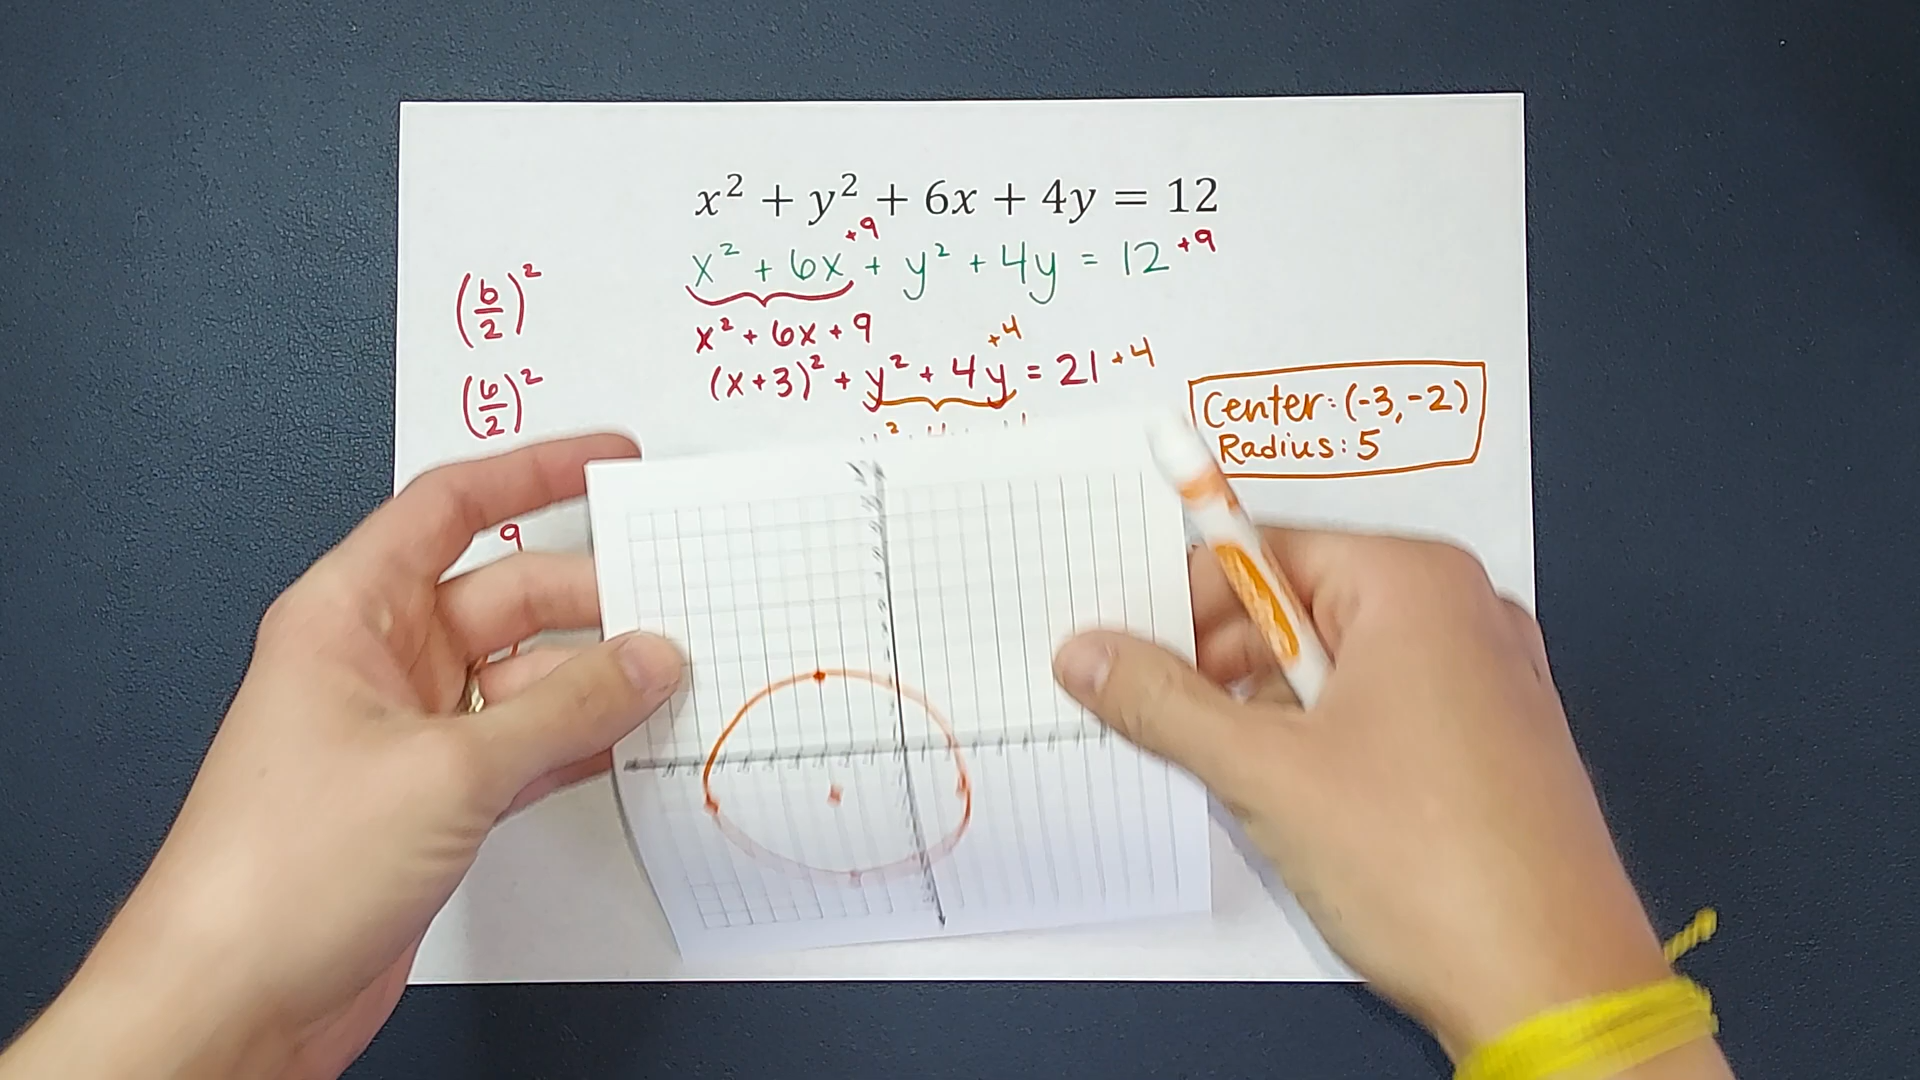 x² + y² + 6x + 4y = 12
+9
x² + 6x + y² + 4y = 12 +9
(b/2)²
x² + 6x + 9
+4
(x+3)² + y² + 4y = 21 +4
(6/2)²
Center: (-3,-2)
Radius: 5
9